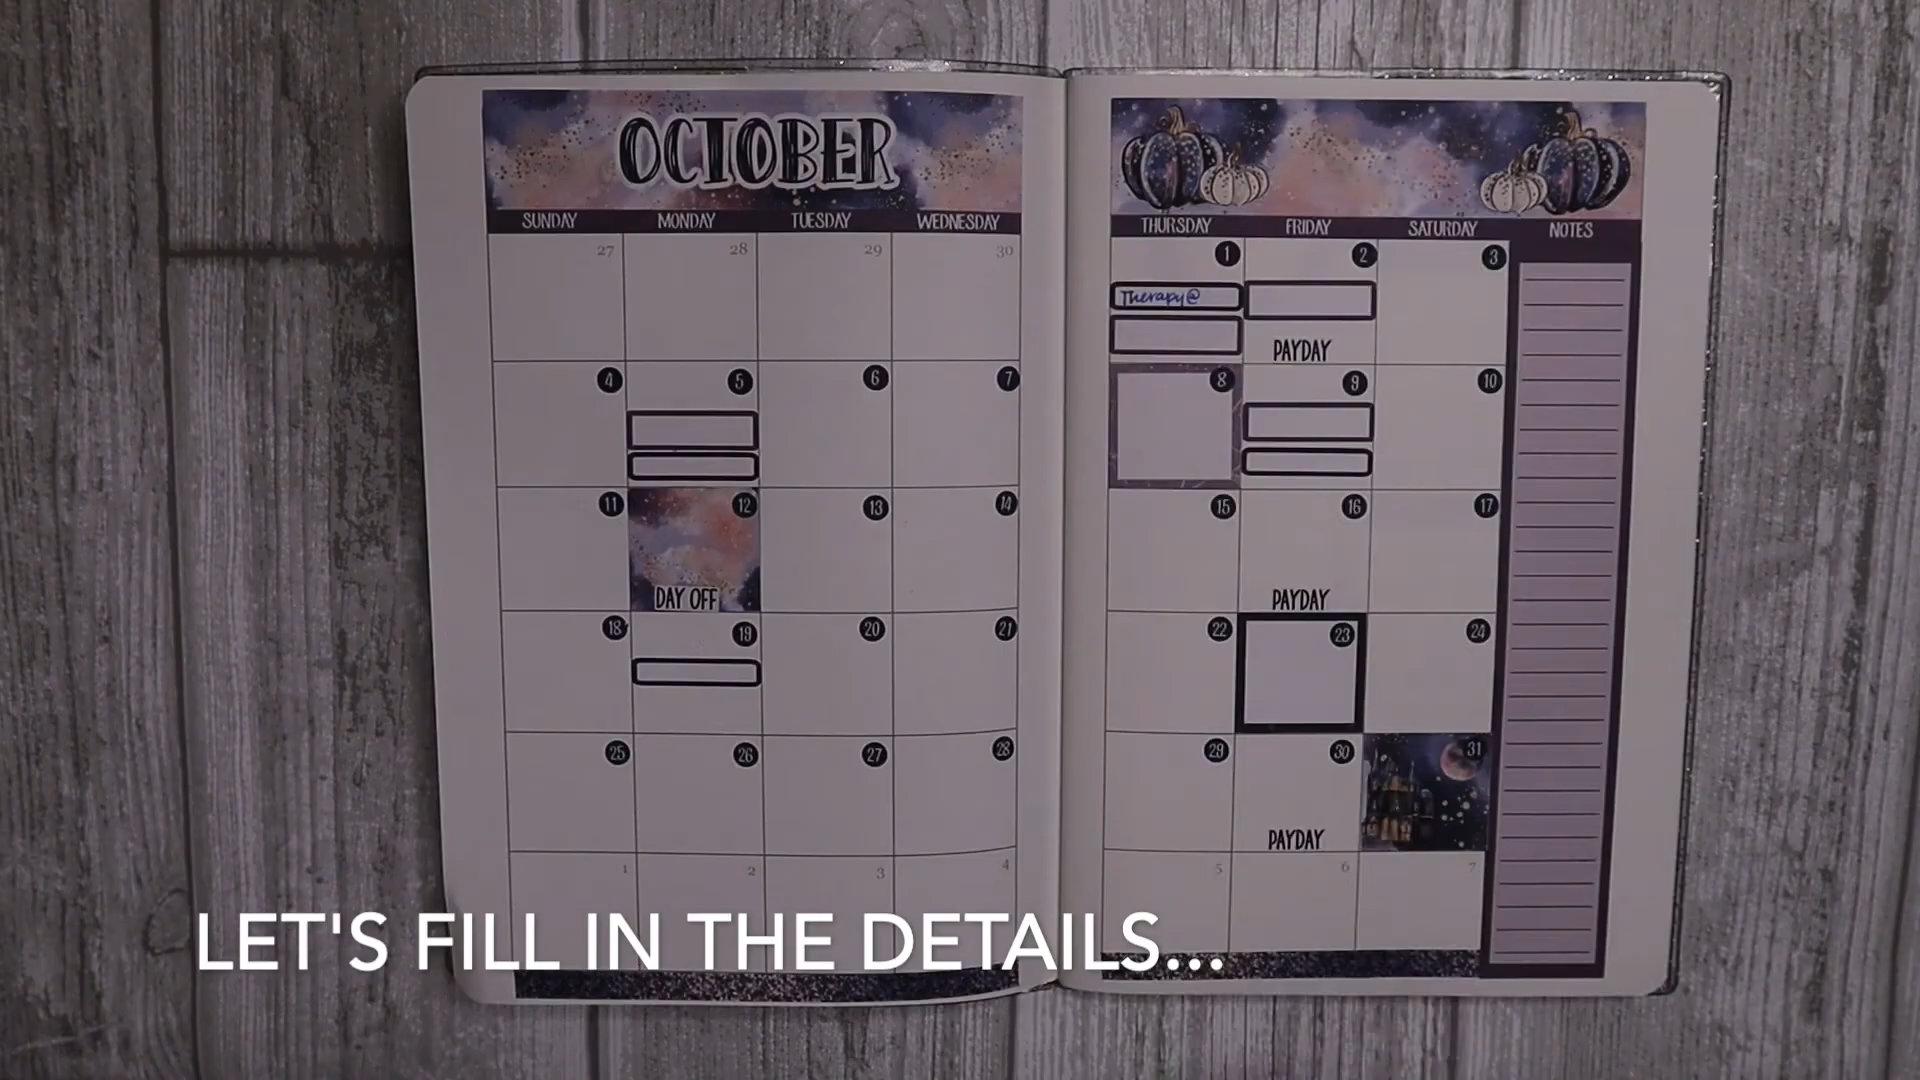 OCTOBER
SUNDAY MONDAY TUESDAY WEDNESDAY THURSDAY FRIDAY SATURDAY NOTES
27 28 29 30 1 2 3
Therapy@
PAYDAY
4 5 6 7 8 9 10
11 12 13 14 15 16 17
DAY OFF PAYDAY
18 19 20 21 22 23 24
25 26 27 28 29 30 31
PAYDAY
1 2 3 4 5 6 7
LET'S FILL IN THE DETAILS...